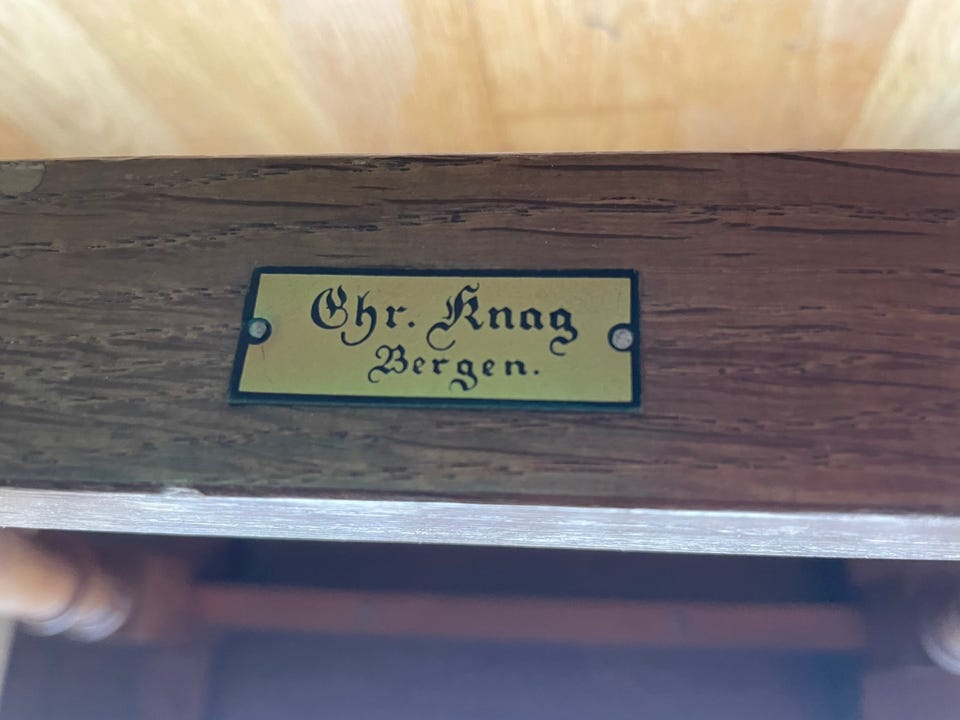 Chr. Knag
Bergen.